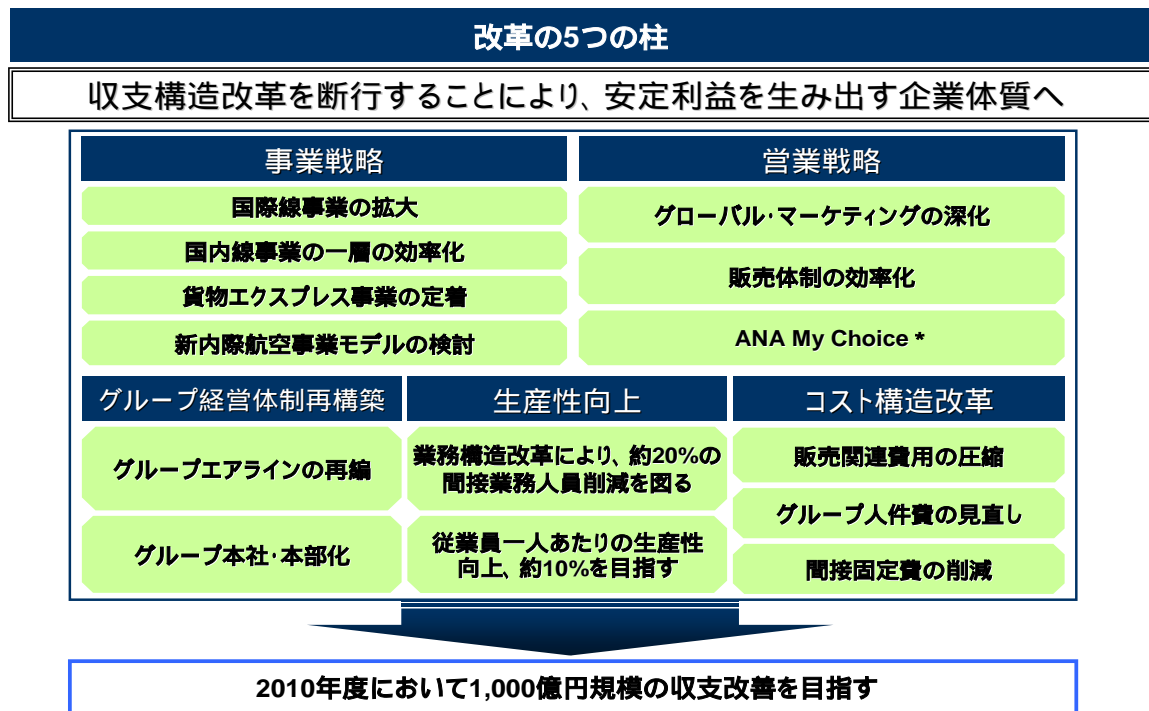 改革の5つの柱
収支構造改革を断行することにより、安定利益を生み出す企業体質へ
事業戦略
国際線事業の拡大
国内線事業の一層の効率化
貨物エクスプレス事業の定着
新内際航空事業モデルの検討
営業戦略
グローバル・マーケティングの深化
販売体制の効率化
ANA My Choice *
グループ経営体制再構築
グループエアラインの再編
グループ本社・本部化
生産性向上
業務構造改革により、約20%の
間接業務人員削減を図る
従業員一人あたりの生産性
向上、約10%を目指す
コスト構造改革
販売関連費用の圧縮
グループ人件費の見直し
間接固定費の削減
2010年度において1,000億円規模の収支改善を目指す